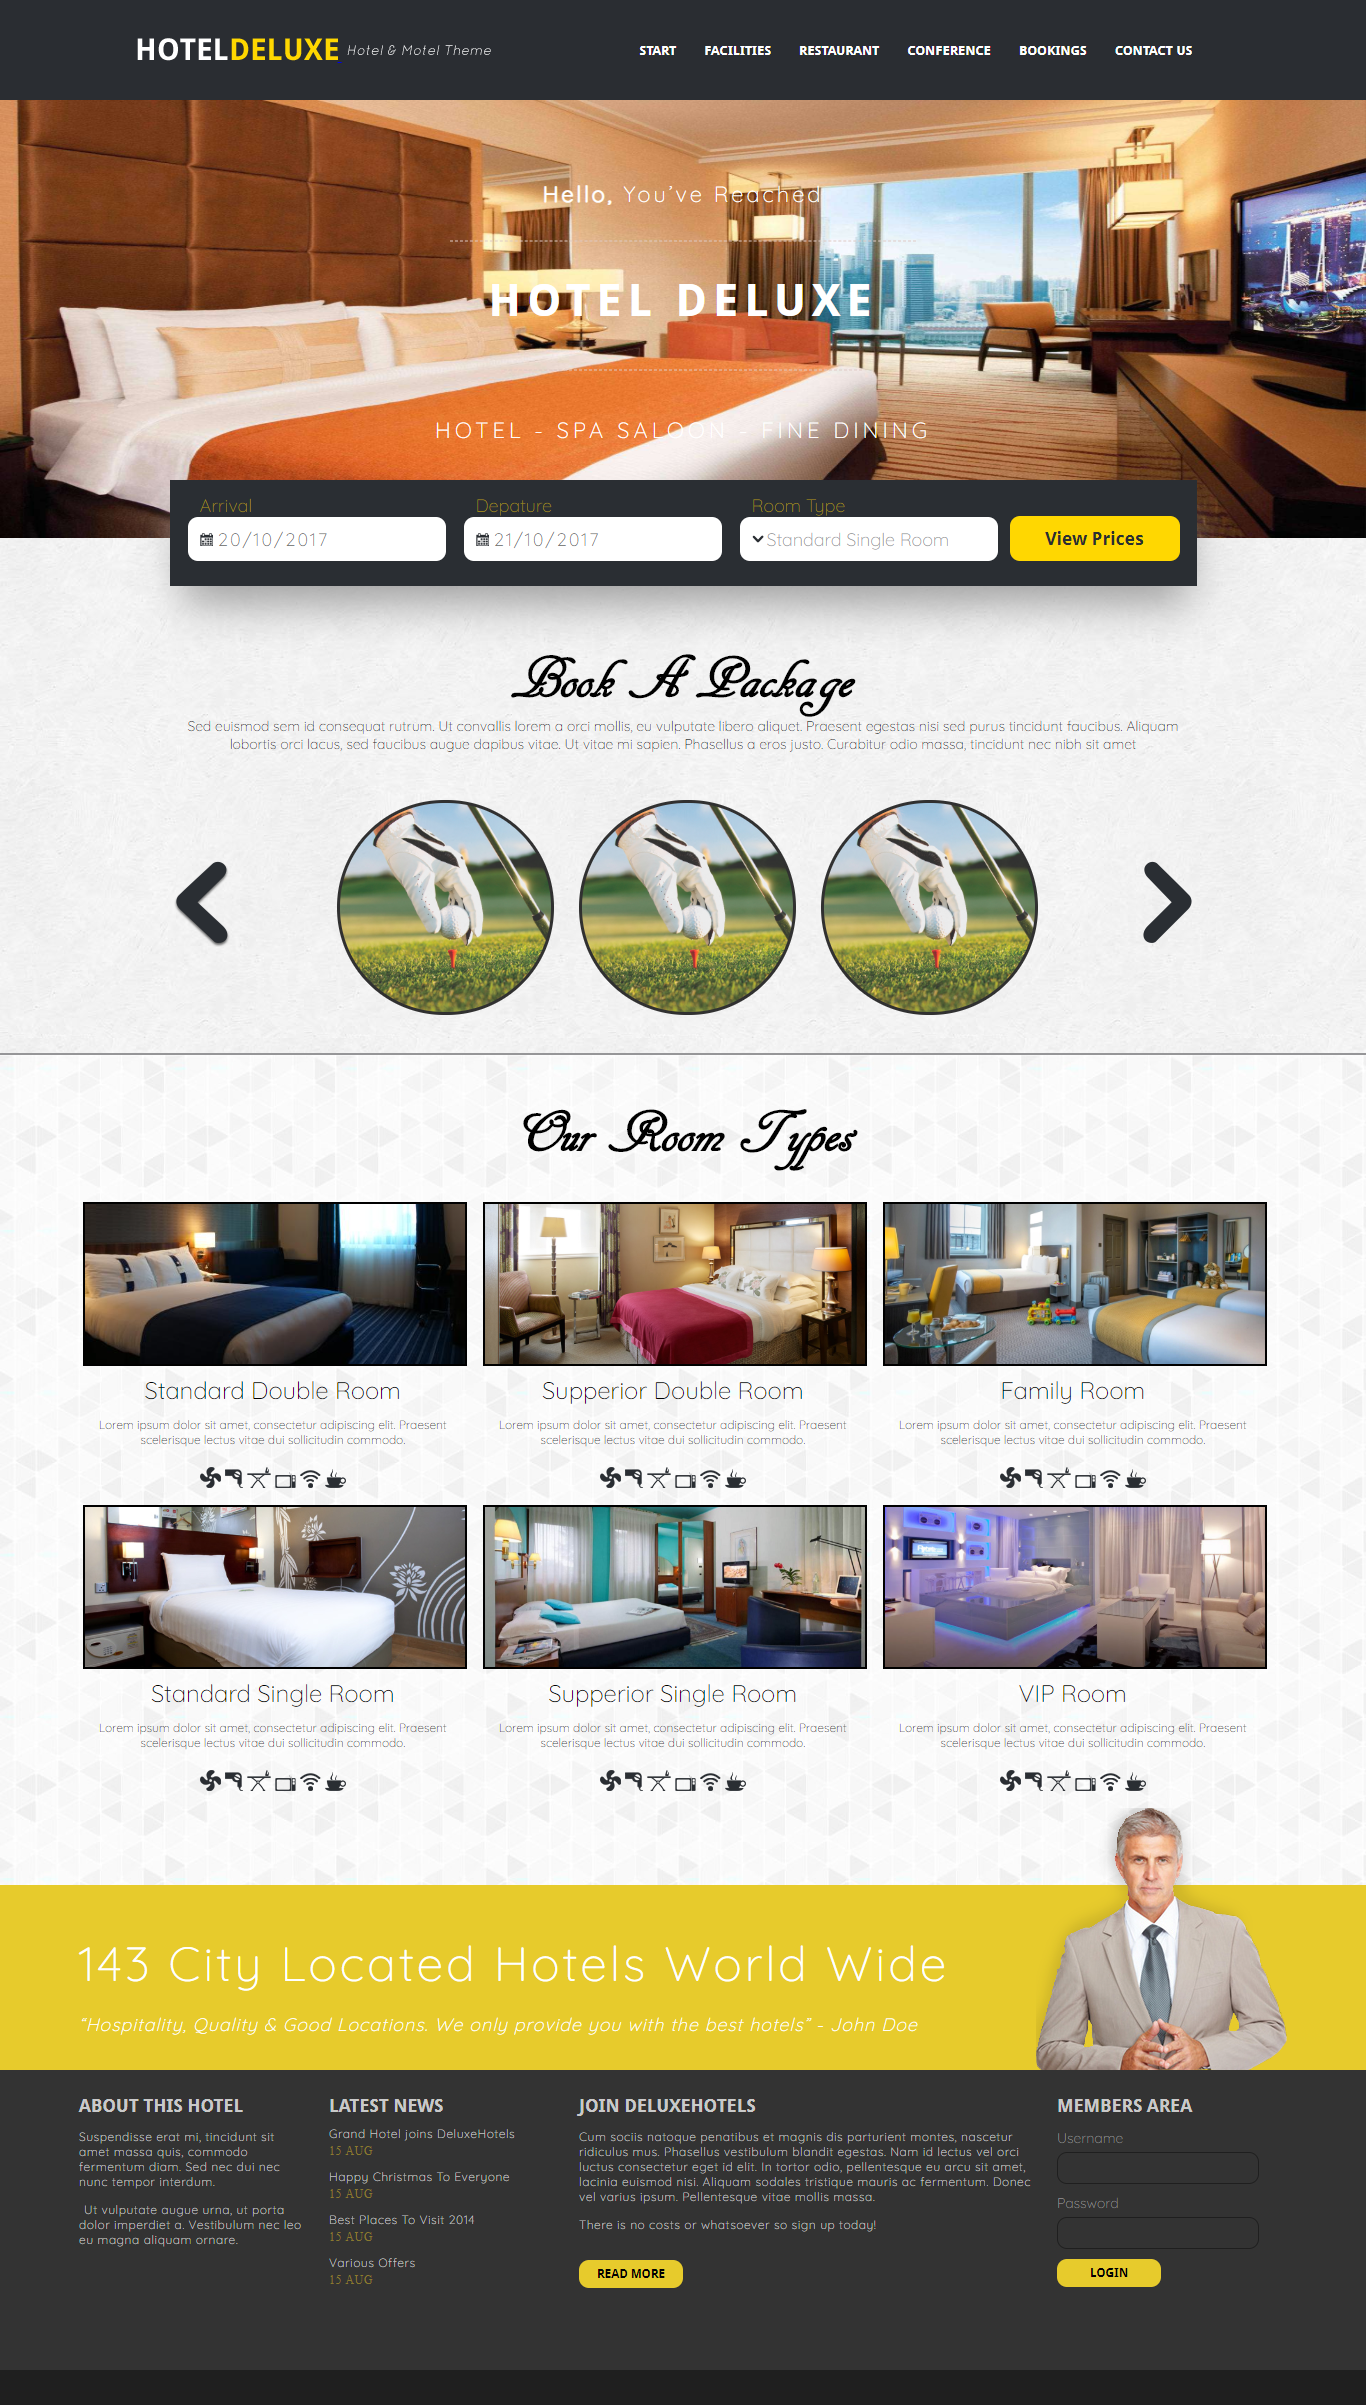 HOTELDELUXE Hotel & Motel Theme
START FACILITIES RESTAURANT CONFERENCE BOOKINGS CONTACT US
Hello, You've Reached
HOTEL DELUXE
HOTEL - SPA SALOON - FINE DINING
Arrival Depature Room Type
20/10/2017 21/10/2017 Standard Single Room View Prices
Book A Package
Sed euismod sem id consequat rutrum. Ut convallis lorem a orci mollis, eu vulputate libero aliquet. Praesent egestas nisi sed purus tincidunt faucibus. Aliquam
lobortis orci lacus, sed faucibus augue dapibus vitae. Ut vitae mi sapien. Phasellus a eros justo. Curabitur odio massa, tincidunt nec nibh sit amet
Our Room Types
Standard Double Room
Lorem ipsum dolor sit amet, consectetur adipiscing elit. Praesent
scelerisque lectus vitae dui sollicitudin commodo.
Supperior Double Room
Lorem ipsum dolor sit amet, consectetur adipiscing elit. Praesent
scelerisque lectus vitae dui sollicitudin commodo.
Family Room
Lorem ipsum dolor sit amet, consectetur adipiscing elit. Praesent
scelerisque lectus vitae dui sollicitudin commodo.
Standard Single Room
Lorem ipsum dolor sit amet, consectetur adipiscing elit. Praesent
scelerisque lectus vitae dui sollicitudin commodo.
Supperior Single Room
Lorem ipsum dolor sit amet, consectetur adipiscing elit. Praesent
scelerisque lectus vitae dui sollicitudin commodo.
VIP Room
Lorem ipsum dolor sit amet, consectetur adipiscing elit. Praesent
scelerisque lectus vitae dui sollicitudin commodo.
143 City Located Hotels World Wide
“Hospitality, Quality & Good Locations. We only provide you with the best hotels” - John Doe
ABOUT THIS HOTEL
Suspendisse erat mi, tincidunt sit
amet massa quis, commodo
fermentum diam. Sed nec dui nec
nunc tempor interdum.
Ut vulputate augue urna, ut porta
dolor imperdiet a. Vestibulum nec leo
eu magna aliquam ornare.
LATEST NEWS
Grand Hotel joins DeluxeHotels
15 AUG
Happy Christmas To Everyone
15 AUG
Best Places To Visit 2014
15 AUG
Various Offers
15 AUG
JOIN DELUXEHOTELS
Cum sociis natoque penatibus et magnis dis parturient montes, nascetur
ridiculus mus. Phasellus vestibulum blandit egestas. Nam id lectus vel orci
luctus consectetur eget id elit. In tortor odio, pellentesque eu arcu sit amet,
lacinia euismod nisi. Aliquam sodales tristique mauris ac fermentum. Donec
vel varius ipsum. Pellentesque vitae mollis massa.
There is no costs or whatsoever so sign up today!
READ MORE
MEMBERS AREA
Username
Password
LOGIN